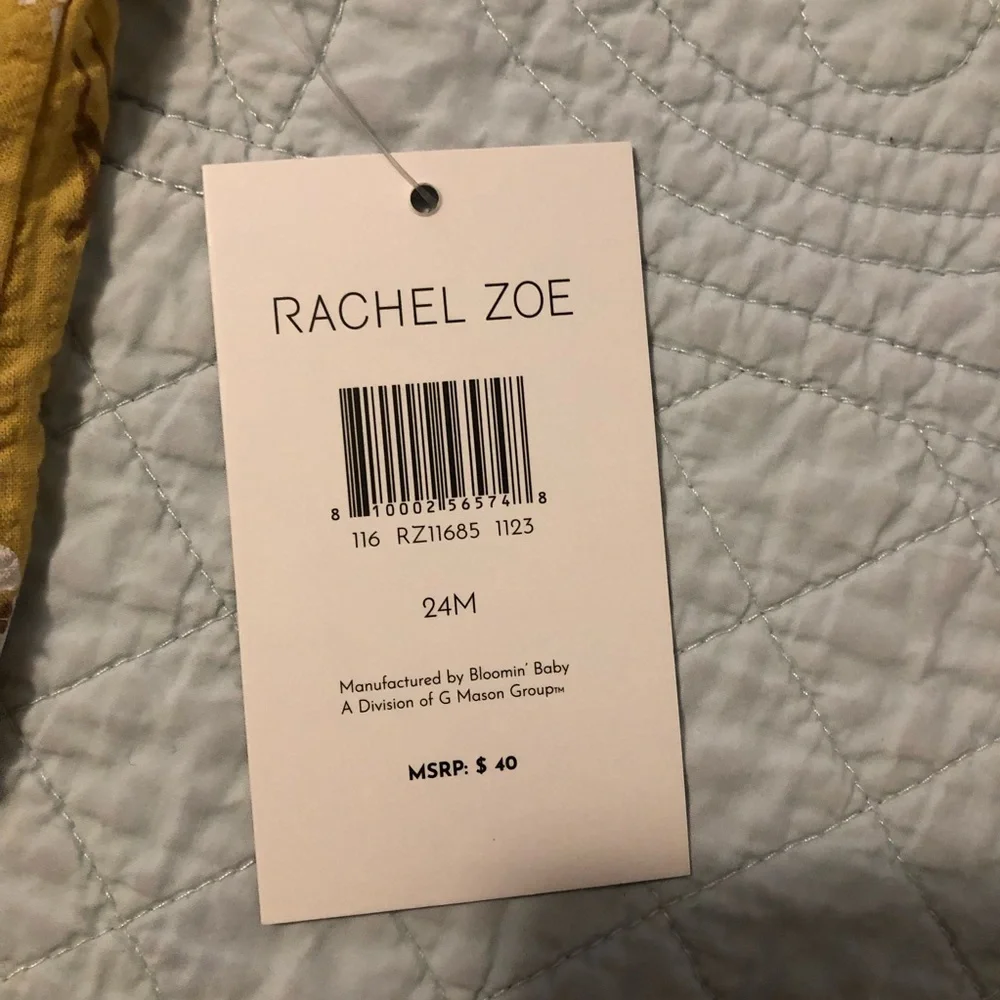 RACHEL ZOE
8 10002 56574 8
116 RZ11685 1123
24M
Manufactured by Bloomin' Baby
A Division of G Mason Group™
MSRP: $ 40